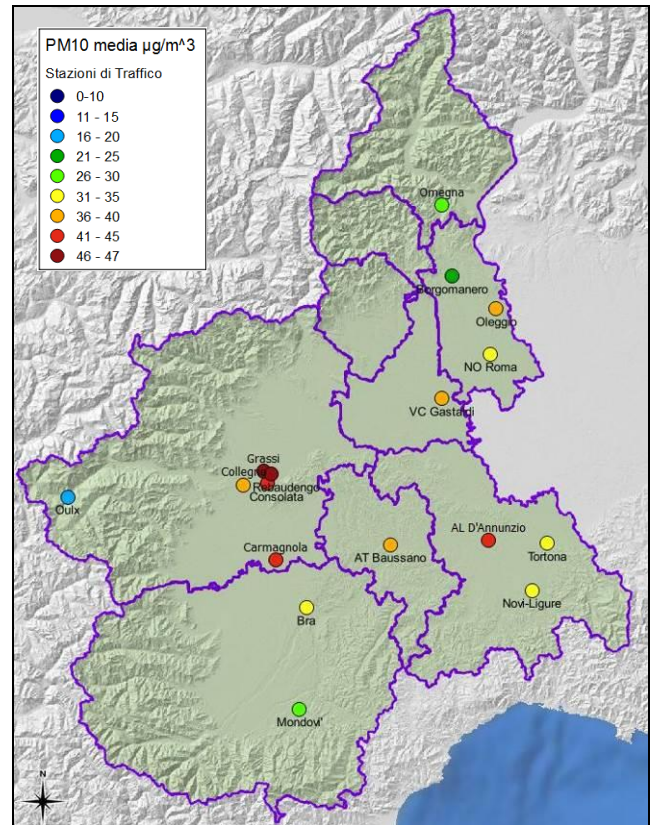 PM10 media µg/m^3
Stazioni di Traffico
0-10
11 - 15
16 - 20
21 - 25
26 - 30
31 - 35
36 - 40
41 - 45
46 - 47
Omegna
Borgomanero
Oleggio
NO Roma
VC Gastaldi
Grassi
Collegno
Rebaudengo
Consolata
Oulx
Carmagnola
AT Baussano
AL D'Annunzio
Tortona
Novi-Ligure
Bra
Mondovi'
N